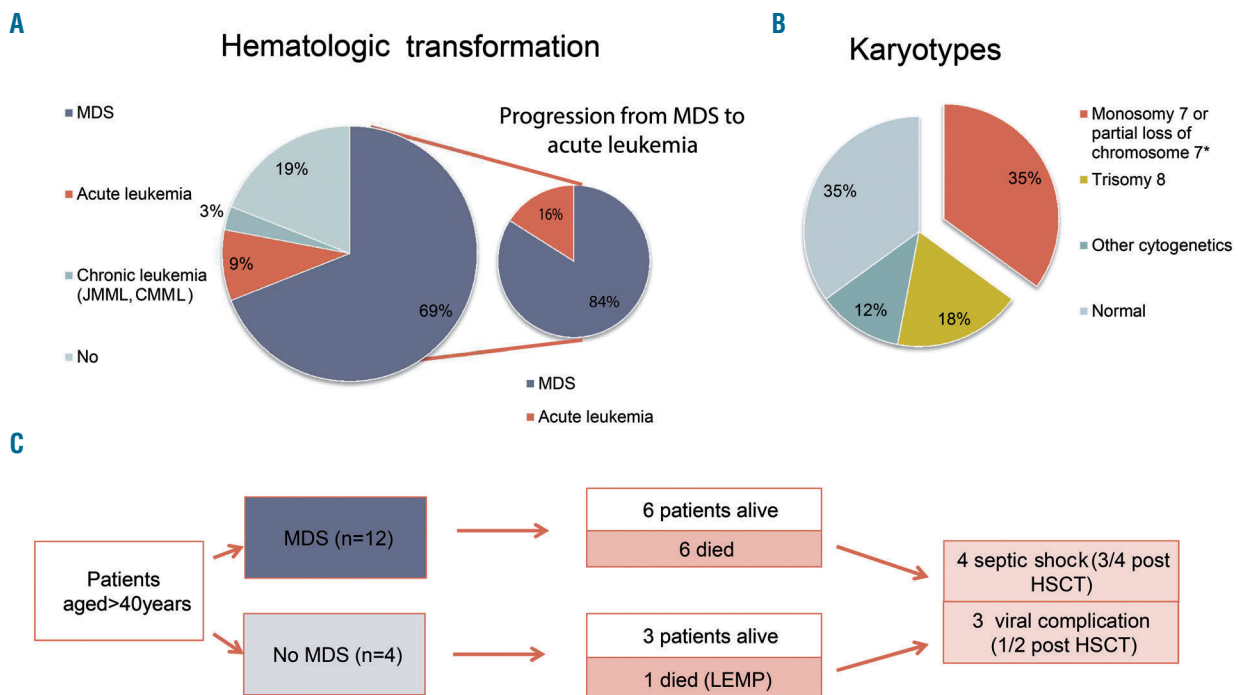 A
Hematologic transformation
MDS
Acute leukemia
Chronic leukemia
(JMML, CMML)
No
19%
3%
9%
69%
Progression from MDS to
acute leukemia
16%
84%
MDS
Acute leukemia
B
Karyotypes
35%
35%
12%
18%
Monosomy 7 or
partial loss of
chromosome 7*
Trisomy 8
Other cytogenetics
Normal
C
Patients
aged>40years
MDS (n=12)
No MDS (n=4)
6 patients alive
6 died
3 patients alive
1 died (LEMP)
4 septic shock (3/4 post
HSCT)
3 viral complication
(1/2 post HSCT)